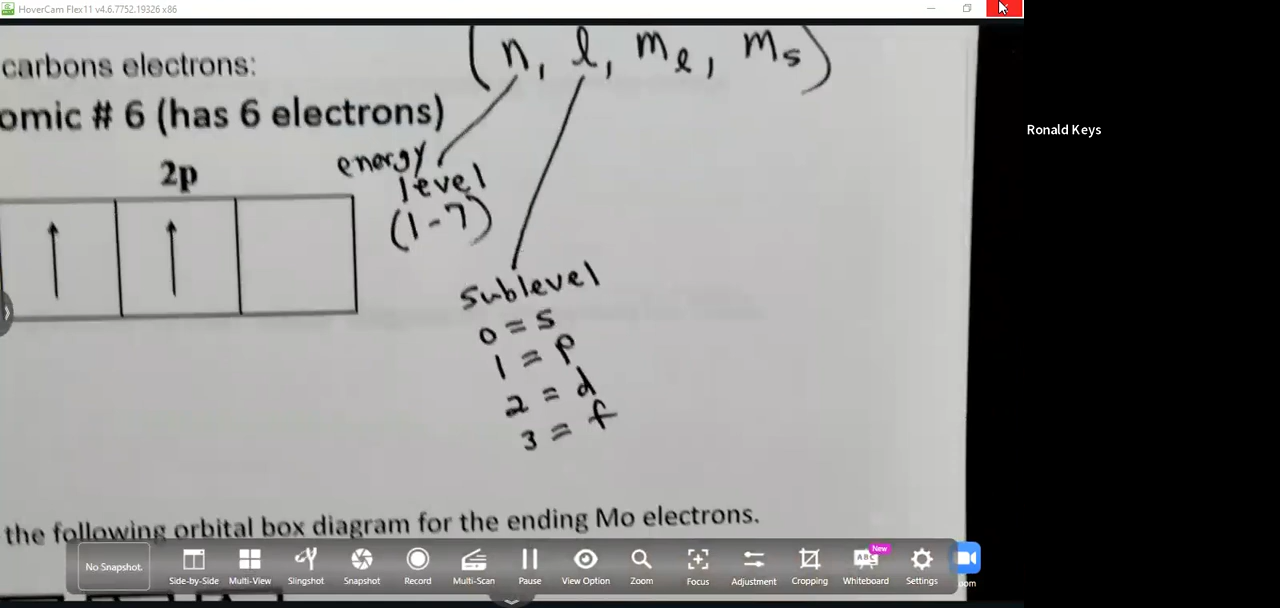 HoverCam Flex11 v4.6.7752.19326 x86
(n, l, mₗ, mₛ)
carbons electrons:
omic # 6 (has 6 electrons)
2p
energy
level
(1-7)
sublevel
0 = s
1 = p
2 = d
3 = f
the following orbital box diagram for the ending Mo electrons.
Ronald Keys
No Snapshot.
Side-by-Side
Multi-View
Slingshot
Snapshot
Record
Multi-Scan
Pause
View Option
Zoom
Focus
Adjustment
Cropping
New
ABC
Whiteboard
Settings
oom